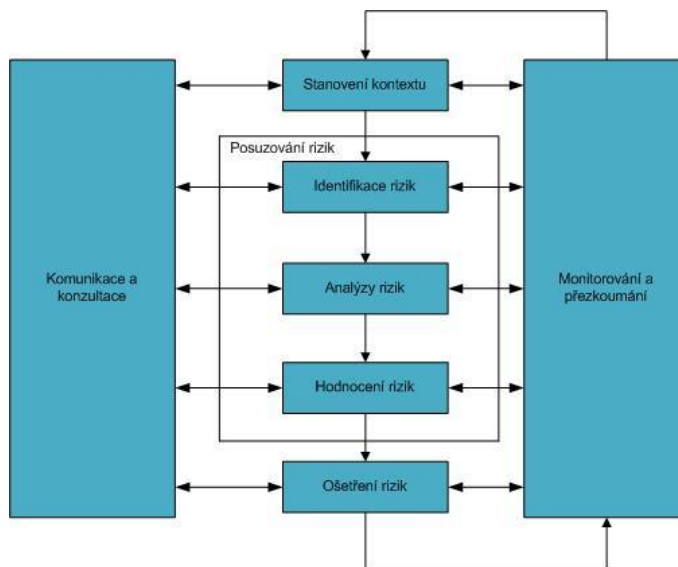 Stanovení kontextu
Posuzování rizik
Identifikace rizik
Komunikace a
konzultace
Analýzy rizik
Monitorování a
přezkoumání
Hodnocení rizik
Ošetření rizik